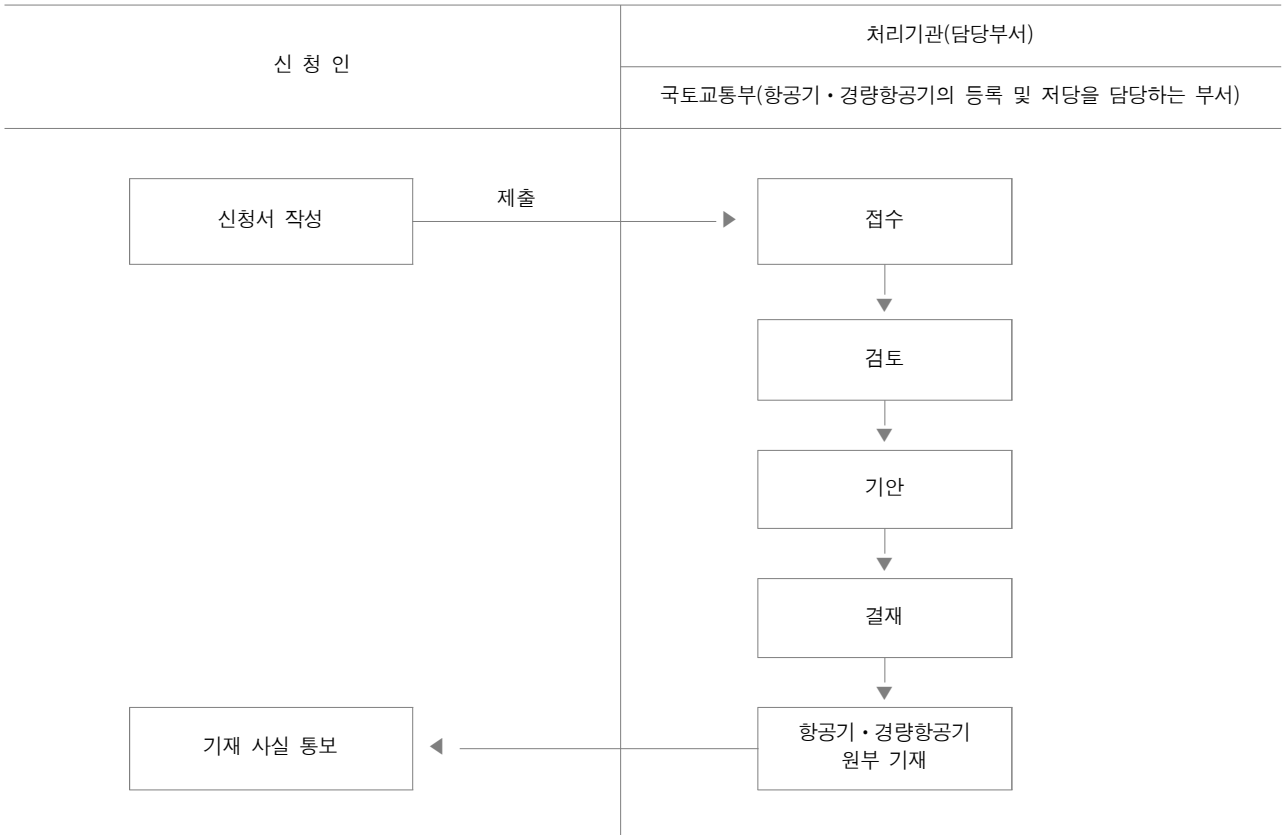 신 청 인
처리기관(담당부서)
국토교통부(항공기・경량항공기의 등록 및 저당을 담당하는 부서)
신청서 작성
제출
접수
검토
기안
결재
기재 사실 통보
항공기・경량항공기
원부 기재